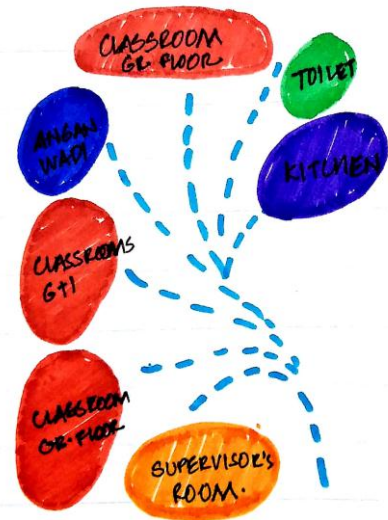 CLASSROOM
GR. FLOOR
TOILET
ANGAN
WADI
KITCHEN
CLASSROOMS
G+1
CLASSROOM
GR. FLOOR
SUPERVISOR'S
ROOM.